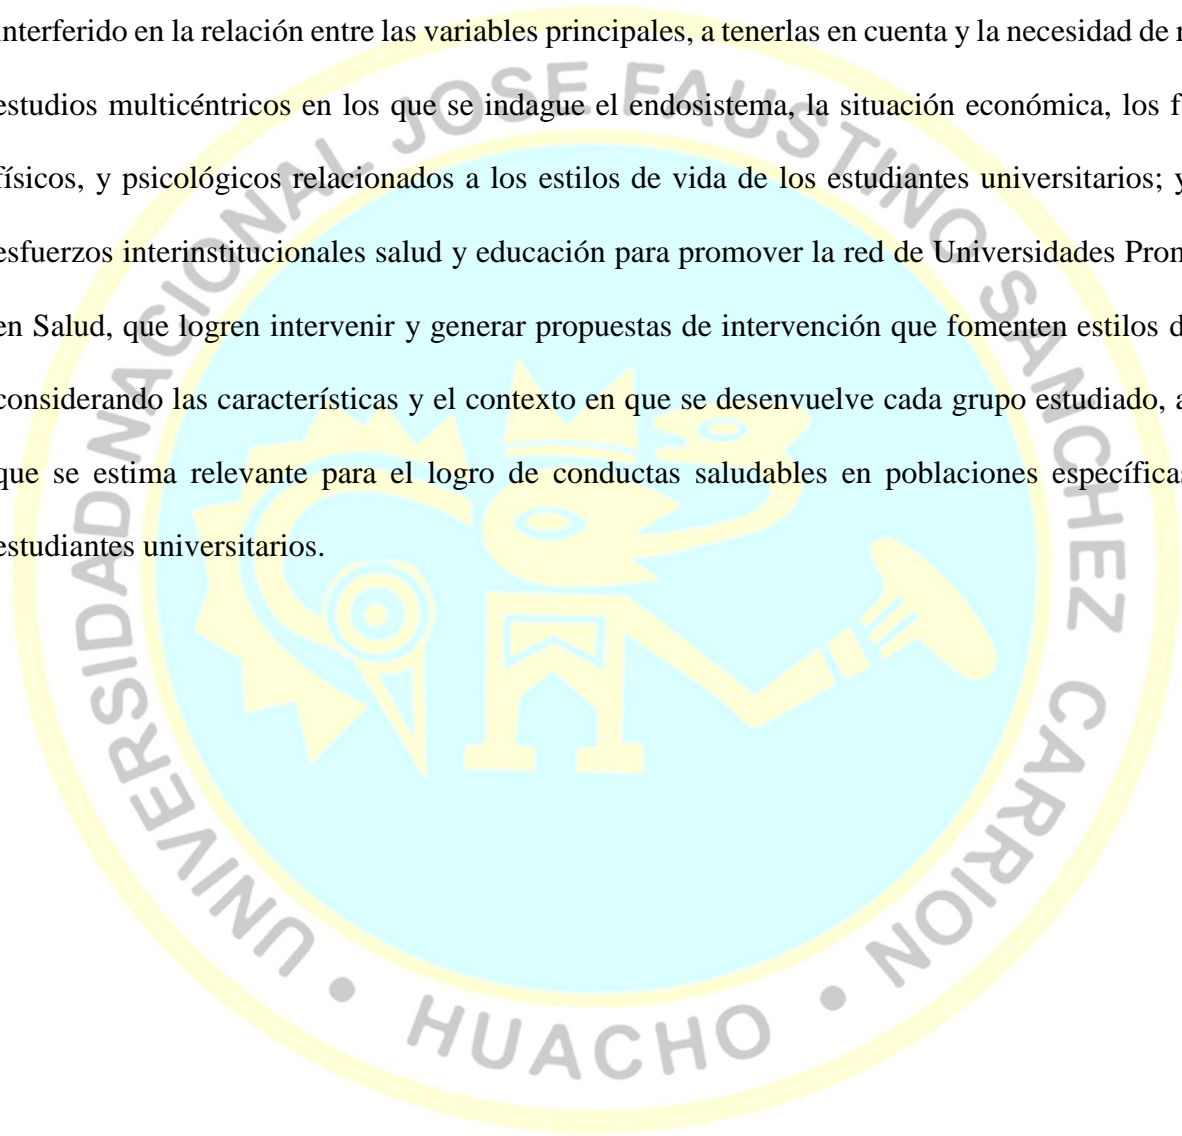 interferido en la relación entre las variables principales, a tenerlas en cuenta y la necesidad de
estudios multicéntricos en los que se indague el endosistema, la situación económica, los
físicos, y psicológicos relacionados a los estilos de vida de los estudiantes universitarios; y
esfuerzos interinstitucionales salud y educación para promover la red de Universidades Prom
en Salud, que logren intervenir y generar propuestas de intervención que fomenten estilos d
considerando las características y el contexto en que se desenvuelve cada grupo estudiado, a
que se estima relevante para el logro de conductas saludables en poblaciones específicas
estudiantes universitarios.
UNIVERSIDAD NACIONAL JOSE FAUSTINO SANCHEZ CARRION • HUACHO •